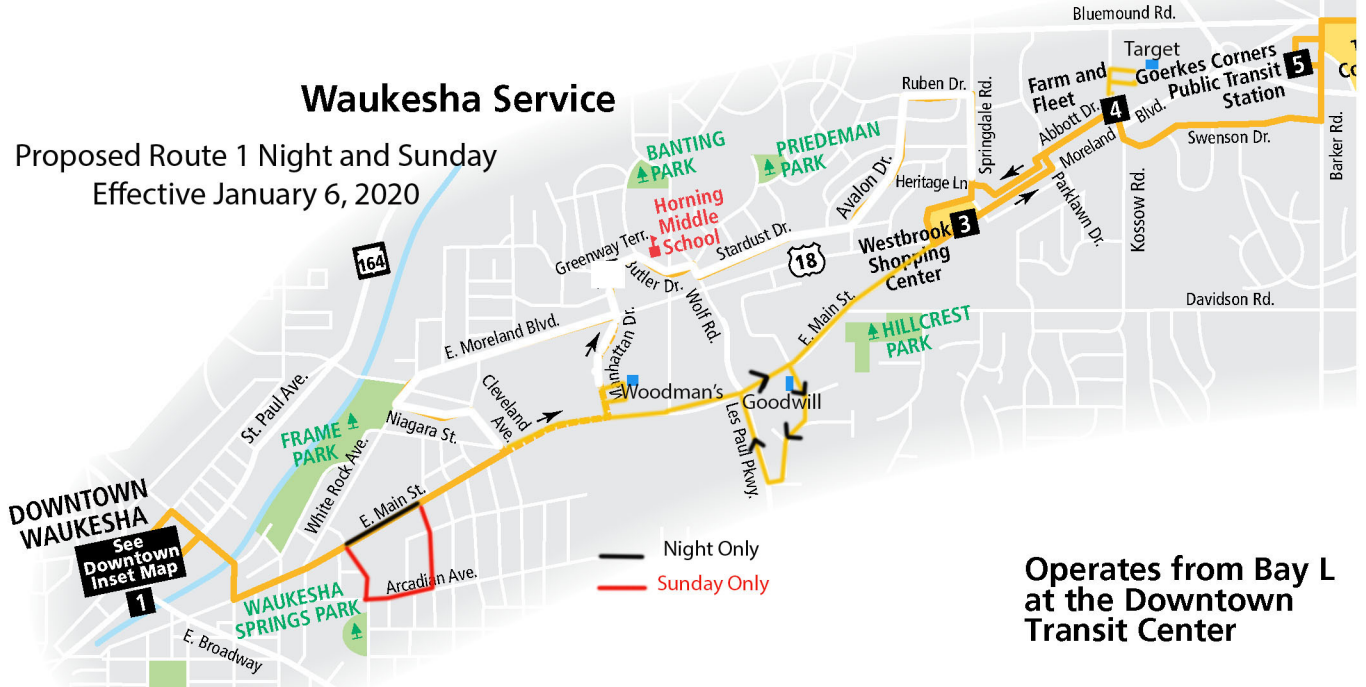 Bluemound Rd.
Target
Goerkes Corners
Public Transit
Station
5
Farm and
Fleet
4
Ruben Dr.
Springdale Rd.
Waukesha Service
Proposed Route 1 Night and Sunday
Effective January 6, 2020
BANTING
PARK
PRIEDEMAN
PARK
Abbott Dr.
Moreland
Blvd.
Swenson Dr.
Barker Rd.
Avalon Dr.
Heritage Ln
Parklawn Dr.
Kossow Rd.
Horning
Middle
School
Greenway Terr.
Stardust Dr.
Westbrook
Shopping
Center
3
164
18
Butler Dr.
Wolf Rd.
E. Main St.
Davidson Rd.
HILLCREST
PARK
E. Moreland Blvd.
Manhattan Dr.
Woodman's
Goodwill
Cleveland
Ave.
St. Paul Ave.
Niagara St.
Les Paul Pkwy.
FRAME
PARK
White Rock Ave.
E. Main St.
DOWNTOWN
WAUKESHA
See
Downtown
Inset Map
1
Arcadian Ave.
WAUKESHA
SPRINGS PARK
E. Broadway
Night Only
Sunday Only
Operates from Bay L
at the Downtown
Transit Center